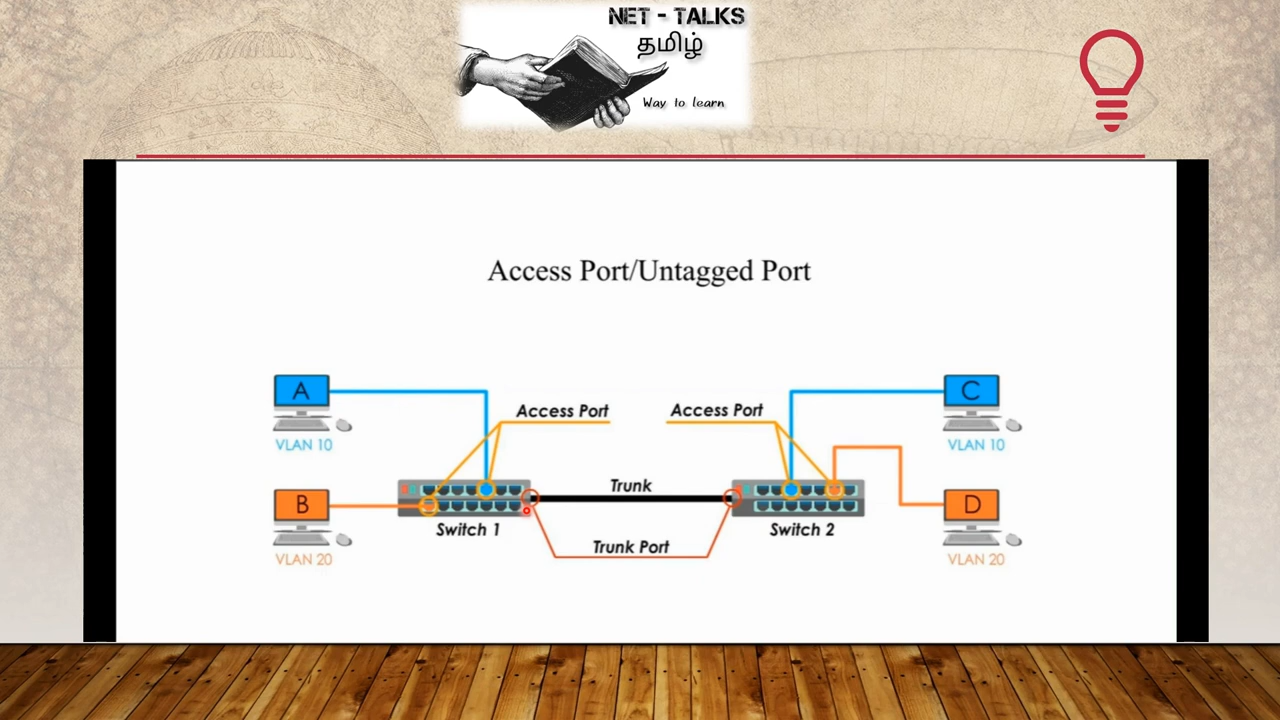 NET - TALKS
தமிழ்
Way to learn
Access Port/Untagged Port
A
C
Access Port
Access Port
VLAN 10
VLAN 10
Trunk
B
D
Switch 1
Switch 2
Trunk Port
VLAN 20
VLAN 20